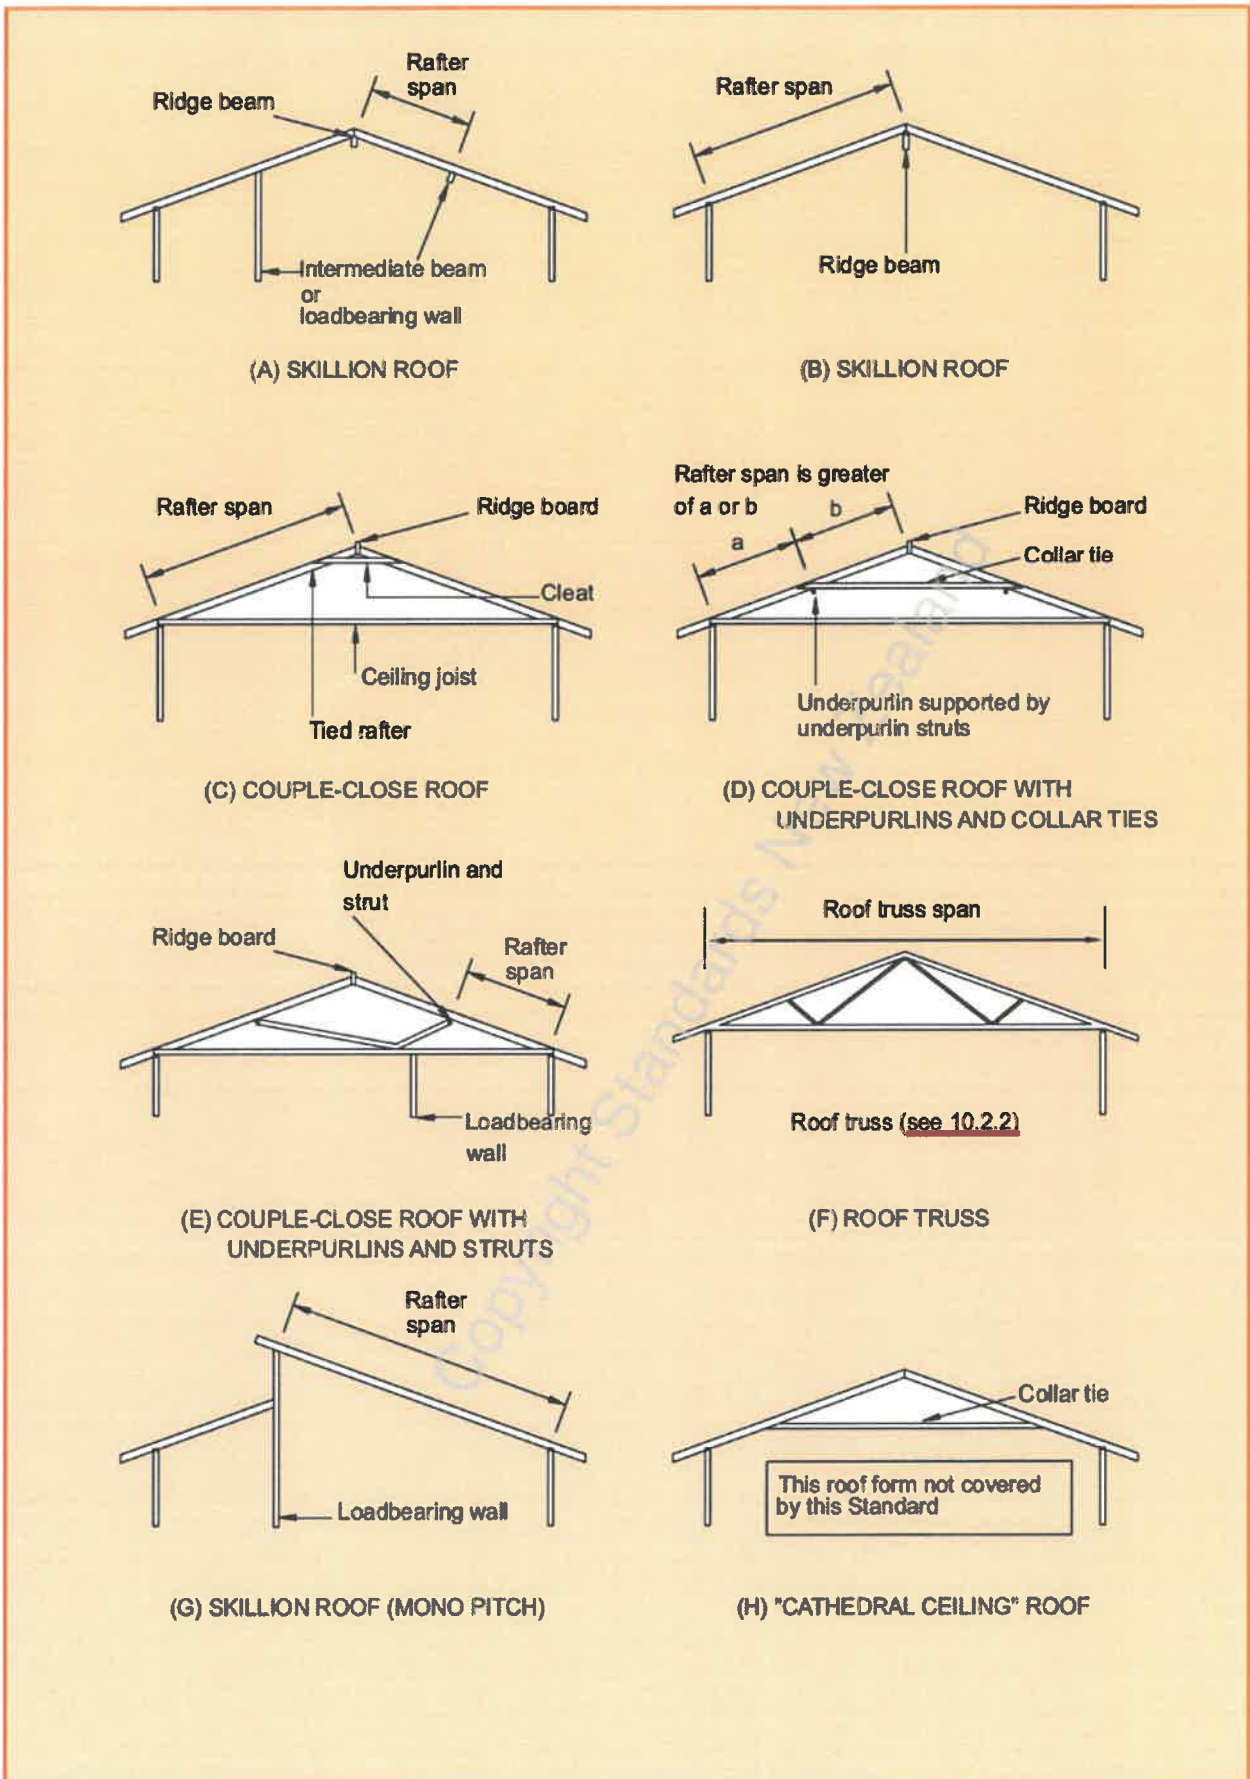 Rafter
span
Ridge beam
Intermediate beam
or
loadbearing wall
(A) SKILLION ROOF
Rafter span
Ridge beam
(B) SKILLION ROOF
Rafter span
Ridge board
Cleat
Ceiling joist
Tied rafter
(C) COUPLE-CLOSE ROOF
Rafter span is greater
of a or b
b
a
Ridge board
Collar tie
Underpurlin supported by
underpurlin struts
(D) COUPLE-CLOSE ROOF WITH
UNDERPURLINS AND COLLAR TIES
Underpurlin and
strut
Ridge board
Rafter
span
Loadbearing
wall
(E) COUPLE-CLOSE ROOF WITH
UNDERPURLINS AND STRUTS
Roof truss span
Roof truss (see 10.2.2)
(F) ROOF TRUSS
Rafter
span
Loadbearing wall
(G) SKILLION ROOF (MONO PITCH)
Collar tie
This roof form not covered
by this Standard
(H) "CATHEDRAL CEILING" ROOF
Copyright Standards New Zealand